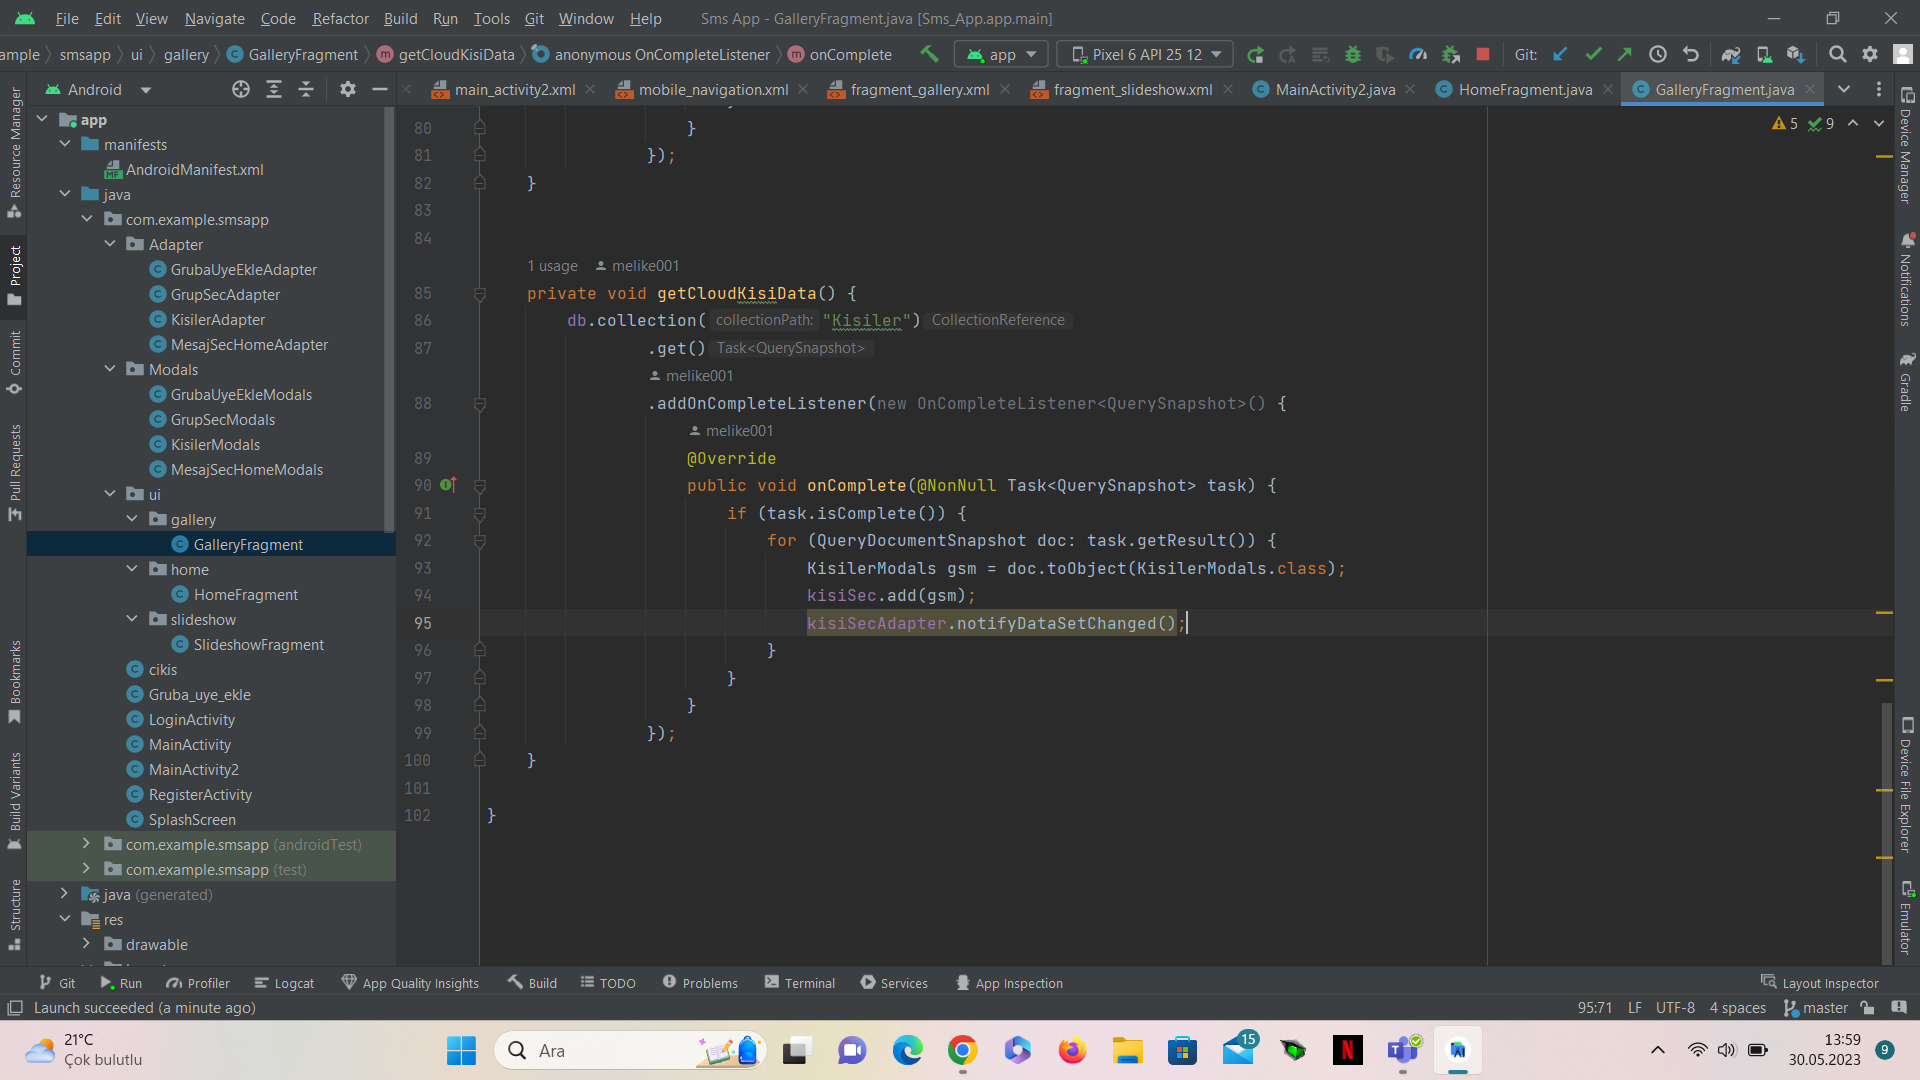 File Edit View Navigate Code Refactor Build Run Tools Git Window Help Sms App - GalleryFragment.java [Sms_App.app.main]
ample smsapp ui gallery GalleryFragment getCloudKisiData anonymous OnCompleteListener onComplete app Pixel 6 API 25 12 Git:
Android main_activity2.xml mobile_navigation.xml fragment_gallery.xml fragment_slideshow.xml MainActivity2.java HomeFragment.java GalleryFragment.java
Resource Manager
Project
Commit
Pull Requests
Bookmarks
Build Variants
Structure
app
manifests
AndroidManifest.xml
java
com.example.smsapp
Adapter
GrubaUyeEkleAdapter
GrupSecAdapter
KisilerAdapter
MesajSecHomeAdapter
Modals
GrubaUyeEkleModals
GrupSecModals
KisilerModals
MesajSecHomeModals
ui
gallery
GalleryFragment
home
HomeFragment
slideshow
SlideshowFragment
cikis
Gruba_uye_ekle
LoginActivity
MainActivity
MainActivity2
RegisterActivity
SplashScreen
com.example.smsapp (androidTest)
com.example.smsapp (test)
java (generated)
res
drawable
5 9
80 }
81 });
82 }
83
84
1 usage melike001
85 private void getCloudKisiData() {
86 db.collection( collectionPath: "Kisiler") CollectionReference
87 .get() Task<QuerySnapshot>
melike001
88 .addOnCompleteListener(new OnCompleteListener<QuerySnapshot>() {
melike001
89 @Override
90 public void onComplete(@NonNull Task<QuerySnapshot> task) {
91 if (task.isComplete()) {
92 for (QueryDocumentSnapshot doc: task.getResult()) {
93 KisilerModals gsm = doc.toObject(KisilerModals.class);
94 kisiSec.add(gsm);
95 kisiSecAdapter.notifyDataSetChanged();
96 }
97 }
98 }
99 });
100 }
101
102 }
Device Manager
Notifications
Gradle
Device File Explorer
Emulator
Git Run Profiler Logcat App Quality Insights Build TODO Problems Terminal Services App Inspection Layout Inspector
Launch succeeded (a minute ago) 95:71 LF UTF-8 4 spaces master
21°C
Çok bulutlu
Ara
15
N
13:59
30.05.2023
9